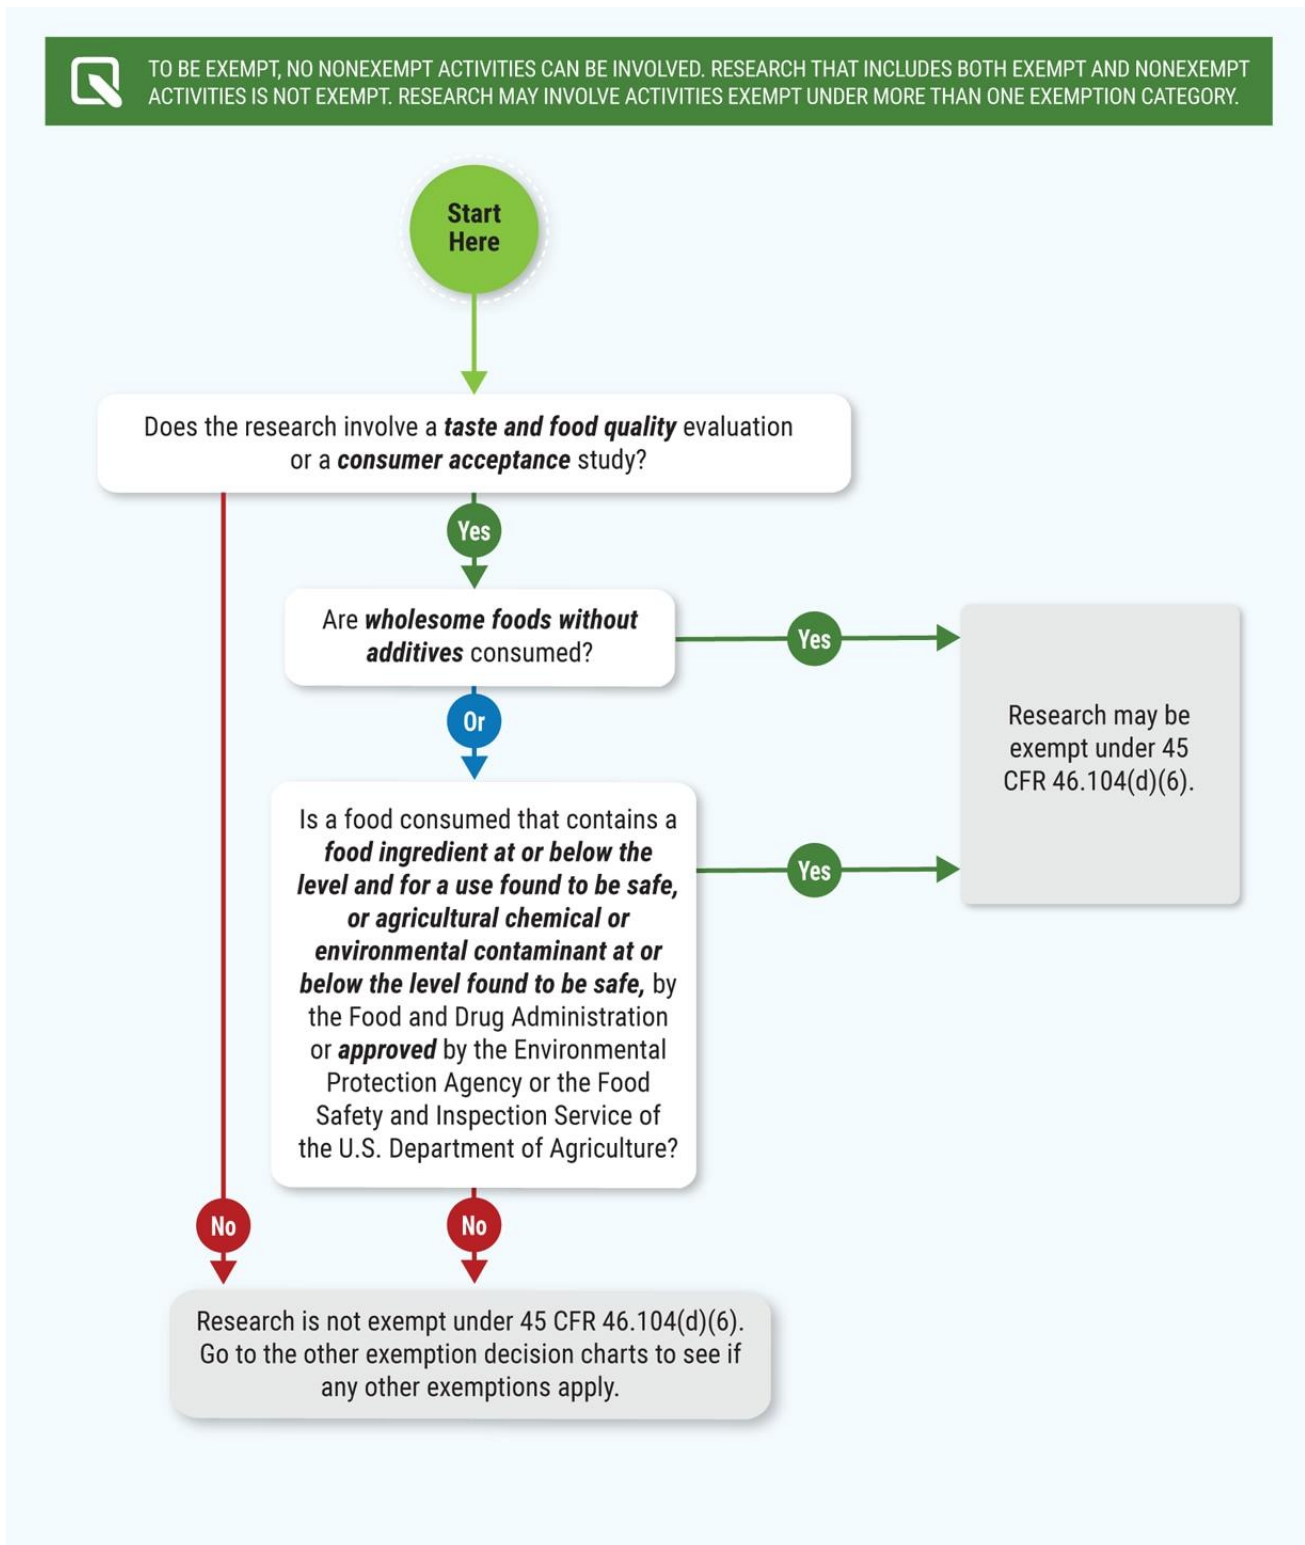 TO BE EXEMPT, NO NONEXEMPT ACTIVITIES CAN BE INVOLVED. RESEARCH THAT INCLUDES BOTH EXEMPT AND NONEXEMPT
ACTIVITIES IS NOT EXEMPT. RESEARCH MAY INVOLVE ACTIVITIES EXEMPT UNDER MORE THAN ONE EXEMPTION CATEGORY.
Start
Here
Does the research involve a taste and food quality evaluation
or a consumer acceptance study?
Yes
Are wholesome foods without
additives consumed?
Yes
Or
Is a food consumed that contains a
food ingredient at or below the
level and for a use found to be safe,
or agricultural chemical or
environmental contaminant at or
below the level found to be safe, by
the Food and Drug Administration
or approved by the Environmental
Protection Agency or the Food
Safety and Inspection Service of
the U.S. Department of Agriculture?
Yes
Research may be
exempt under 45
CFR 46.104(d)(6).
No
No
Research is not exempt under 45 CFR 46.104(d)(6).
Go to the other exemption decision charts to see if
any other exemptions apply.